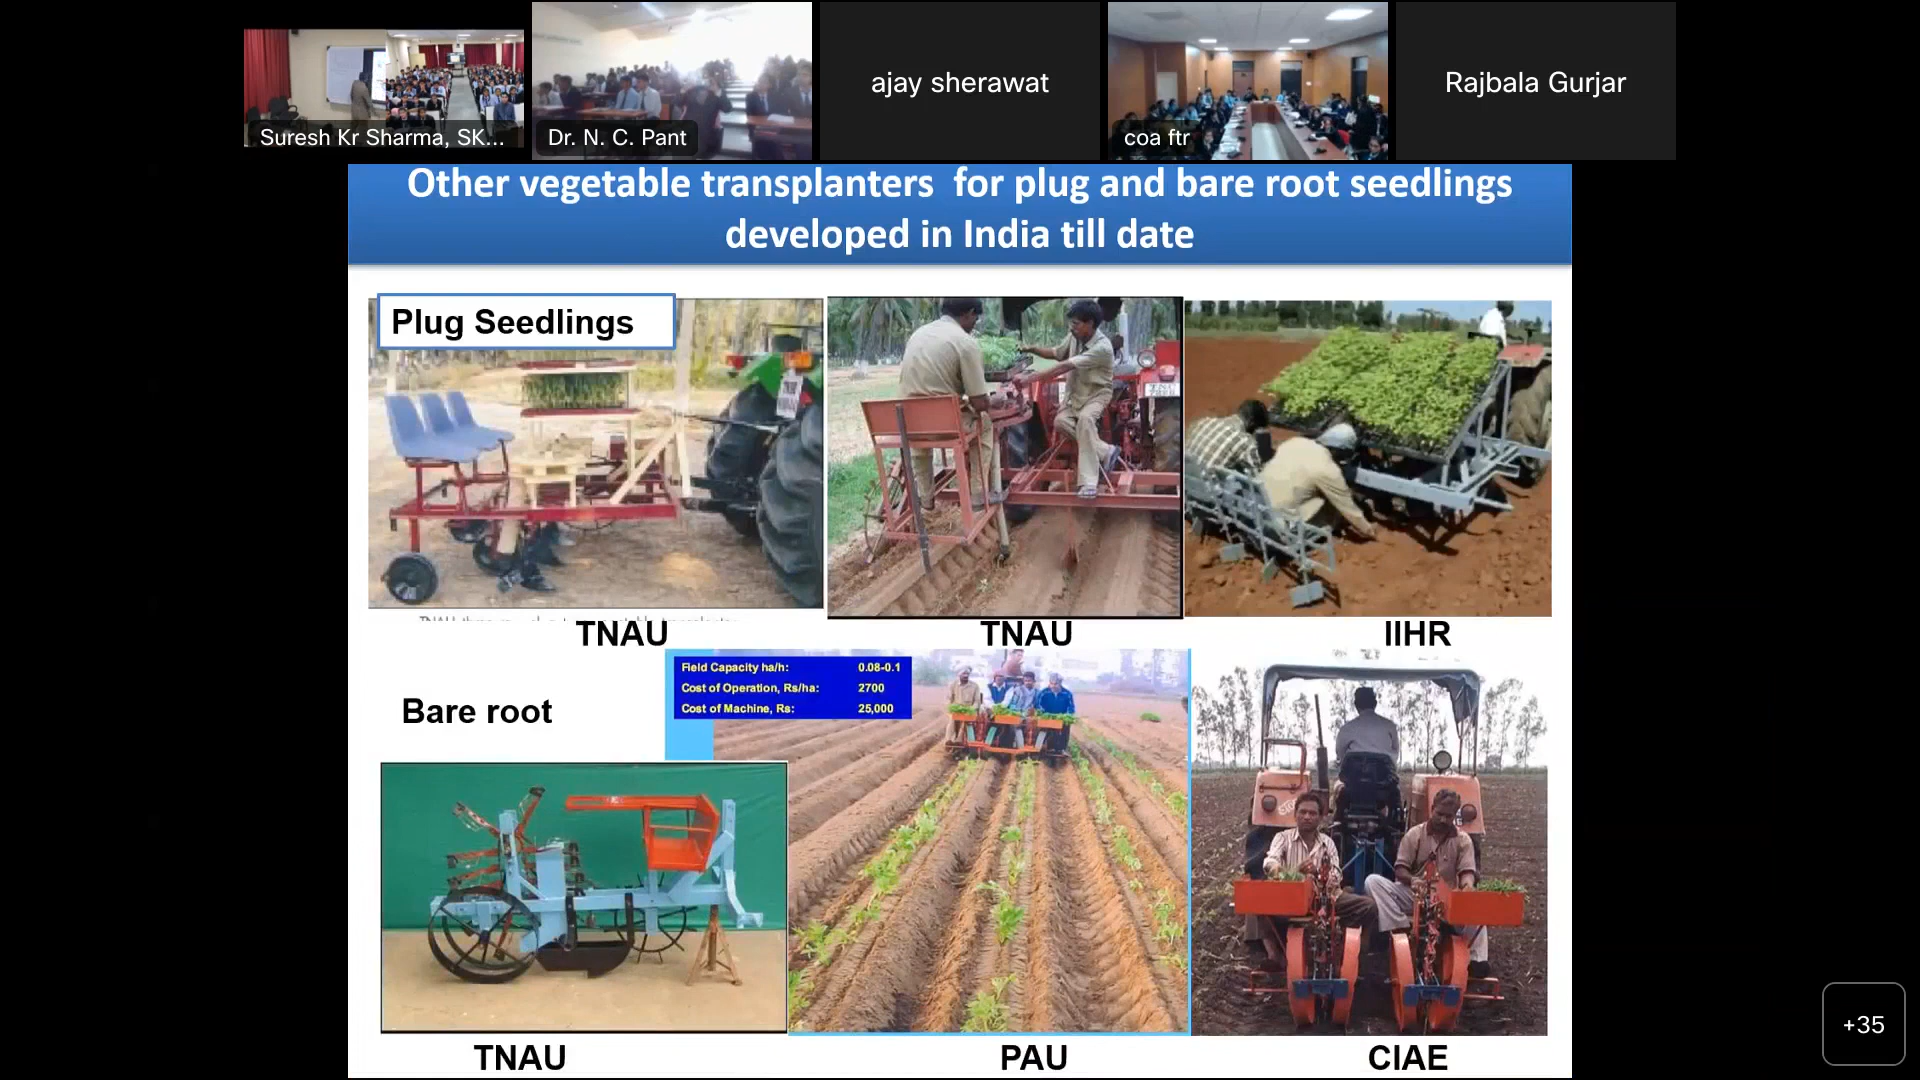 Suresh Kr Sharma, SK...
Dr. N. C. Pant
ajay sherawat
coa ftr
Rajbala Gurjar
Other vegetable transplanters for plug and bare root seedlings
developed in India till date
Plug Seedlings
TNAU
TNAU
IIHR
Bare root
Field Capacity ha/h: 0.08-0.1
Cost of Operation, Rs/ha: 2700
Cost of Machine, Rs: 25,000
TNAU
PAU
CIAE
+35